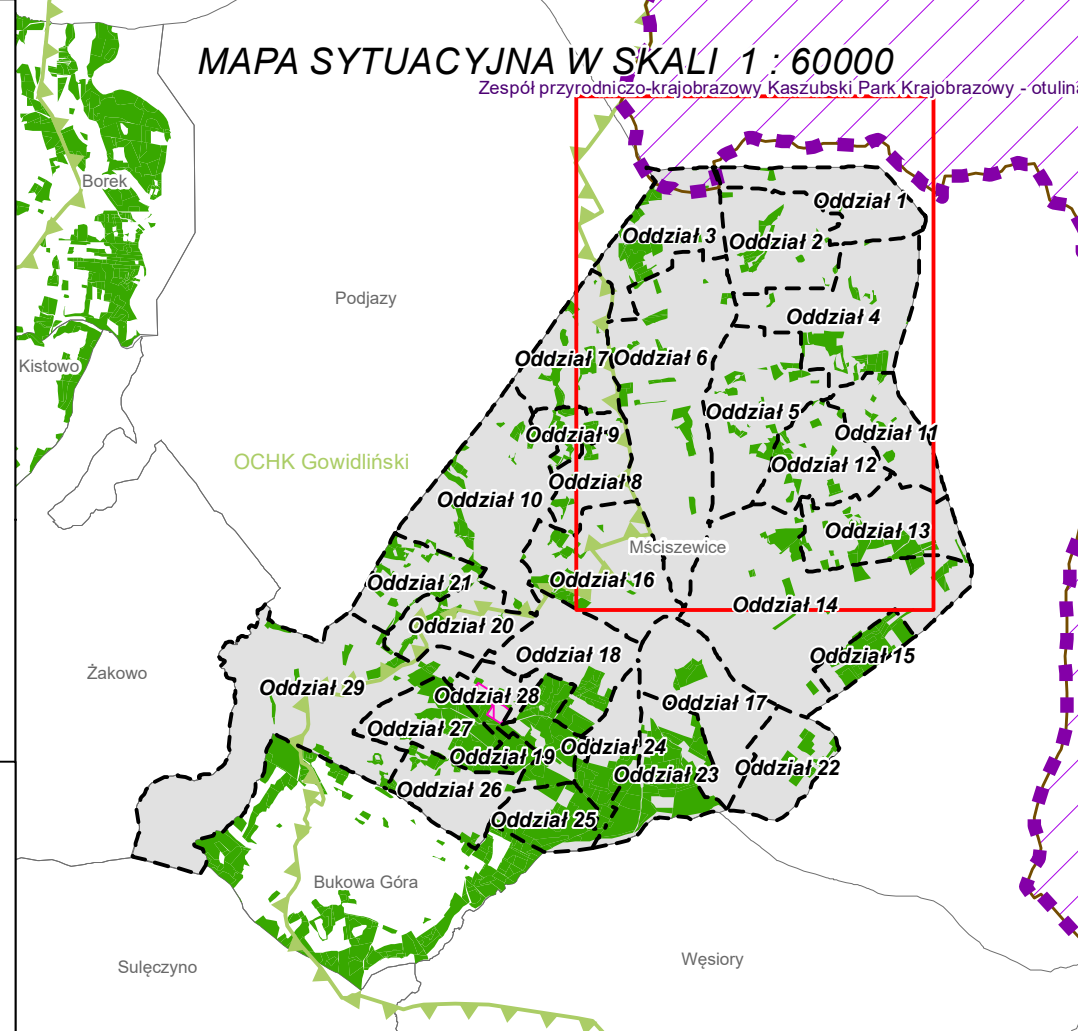 MAPA SYTUACYJNA W SKALI 1 : 60000
Zespół przyrodniczo-krajobrazowy Kaszubski Park Krajobrazowy - otulina
Borek
Oddział 1
Oddział 3
Oddział 2
Podjazy
Oddział 4
Kistowo
Oddział 7
Oddział 6
Oddział 5
Oddział 9
Oddział 11
OCHK Gowidliński
Oddział 12
Oddział 8
Oddział 10
Oddział 13
Mściszewice
Oddział 21
Oddział 16
Oddział 14
Oddział 20
Oddział 18
Oddział 15
Żakowo
Oddział 29
Oddział 28
Oddział 17
Oddział 27
Oddział 24
Oddział 19
Oddział 23
Oddział 22
Oddział 26
Oddział 25
Bukowa Góra
Sulęczyno
Węsiory